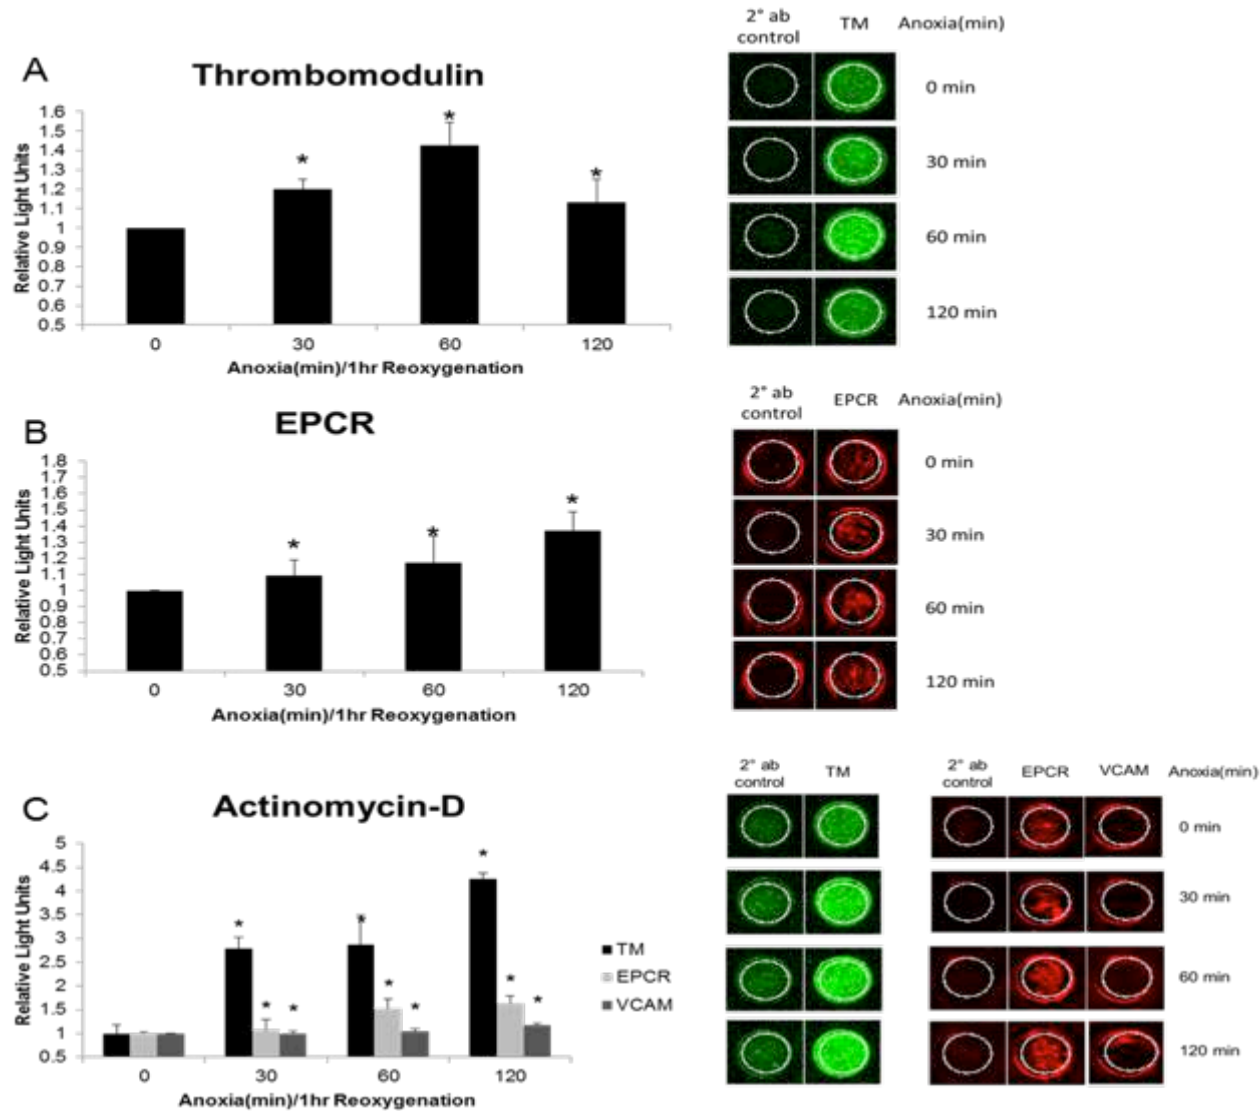 A
Thrombomodulin
Relative Light Units
1.6
1.5
1.4
1.3
1.2
1.1
1
0.9
0.8
0.7
0.6
0.5
*
*
*
0
30
60
120
Anoxia(min)/1hr Reoxygenation
2° ab
control
TM
Anoxia(min)
0 min
30 min
60 min
120 min
B
EPCR
Relative Light Units
1.8
1.7
1.6
1.5
1.4
1.3
1.2
1.1
1
0.9
0.8
0.7
0.6
0.5
*
*
*
0
30
60
120
Anoxia(min)/1hr Reoxygenation
2° ab
control
EPCR
Anoxia(min)
0 min
30 min
60 min
120 min
C
Actinomycin-D
Relative Light Units
5
4.5
4
3.5
3
2.5
2
1.5
1
0.5
*
*
*
*
*
*
*
*
*
0
30
60
120
Anoxia(min)/1hr Reoxygenation
TM
EPCR
VCAM
2° ab
control
TM
2° ab
control
EPCR
VCAM
Anoxia(min)
0 min
30 min
60 min
120 min